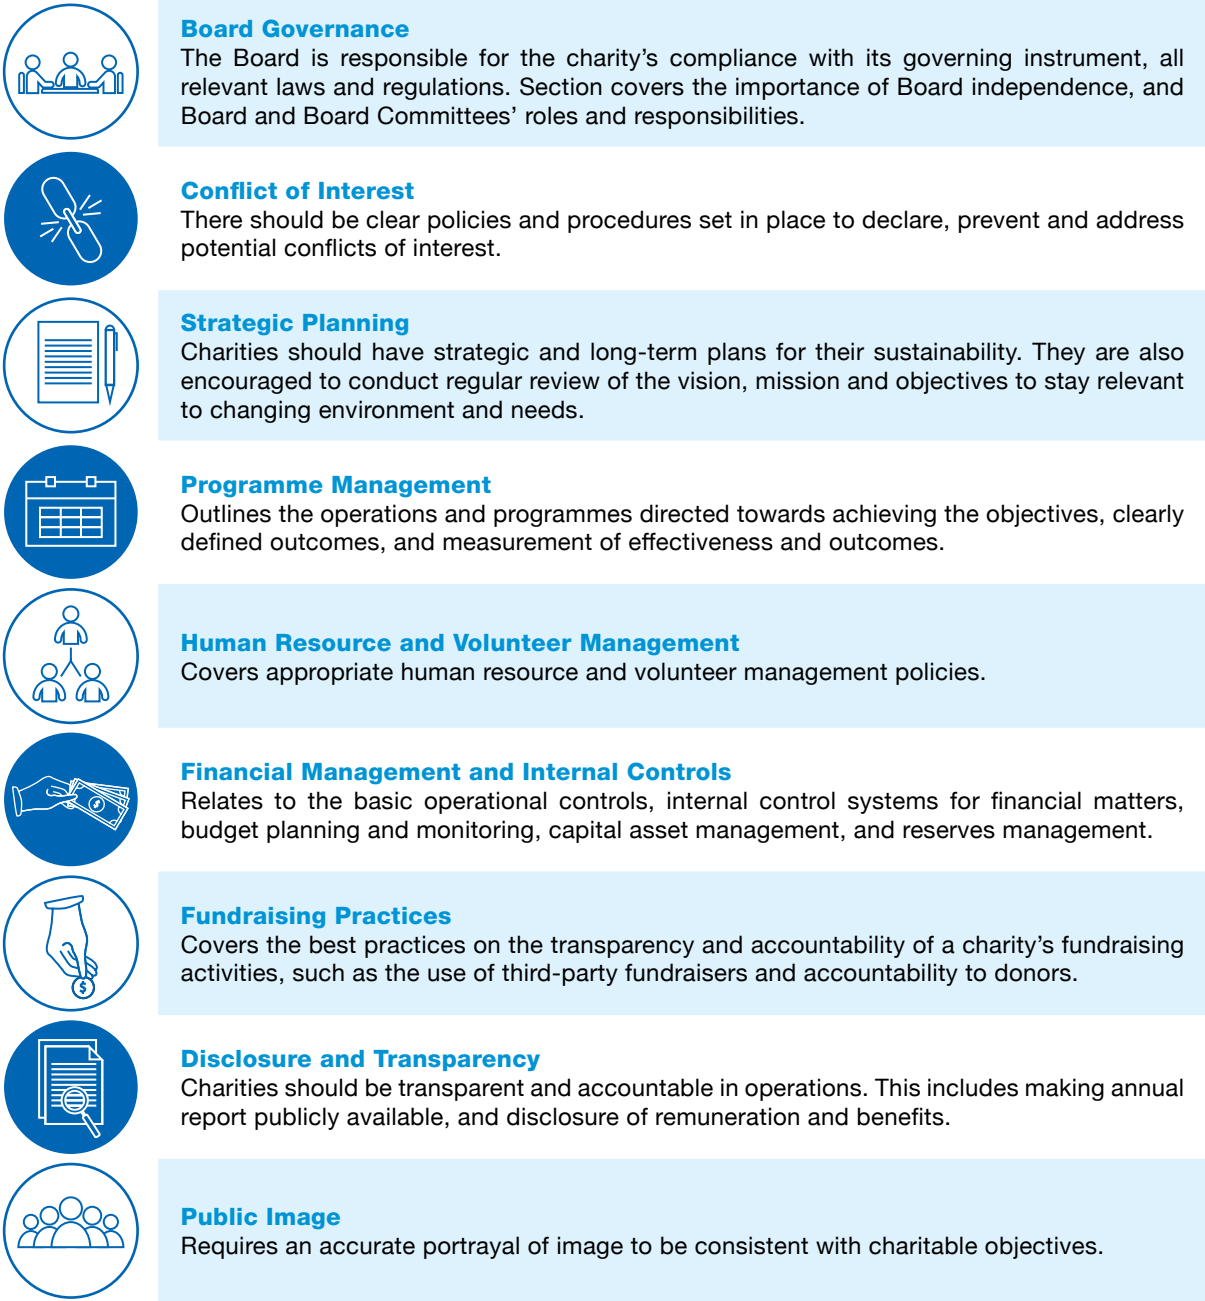 Board Governance
The Board is responsible for the charity’s compliance with its governing instrument, all
relevant laws and regulations. Section covers the importance of Board independence, and
Board and Board Committees’ roles and responsibilities.
Conflict of Interest
There should be clear policies and procedures set in place to declare, prevent and address
potential conflicts of interest.
Strategic Planning
Charities should have strategic and long-term plans for their sustainability. They are also
encouraged to conduct regular review of the vision, mission and objectives to stay relevant
to changing environment and needs.
Programme Management
Outlines the operations and programmes directed towards achieving the objectives, clearly
defined outcomes, and measurement of effectiveness and outcomes.
Human Resource and Volunteer Management
Covers appropriate human resource and volunteer management policies.
Financial Management and Internal Controls
Relates to the basic operational controls, internal control systems for financial matters,
budget planning and monitoring, capital asset management, and reserves management.
$
Fundraising Practices
Covers the best practices on the transparency and accountability of a charity’s fundraising
activities, such as the use of third-party fundraisers and accountability to donors.
$
Disclosure and Transparency
Charities should be transparent and accountable in operations. This includes making annual
report publicly available, and disclosure of remuneration and benefits.
Public Image
Requires an accurate portrayal of image to be consistent with charitable objectives.